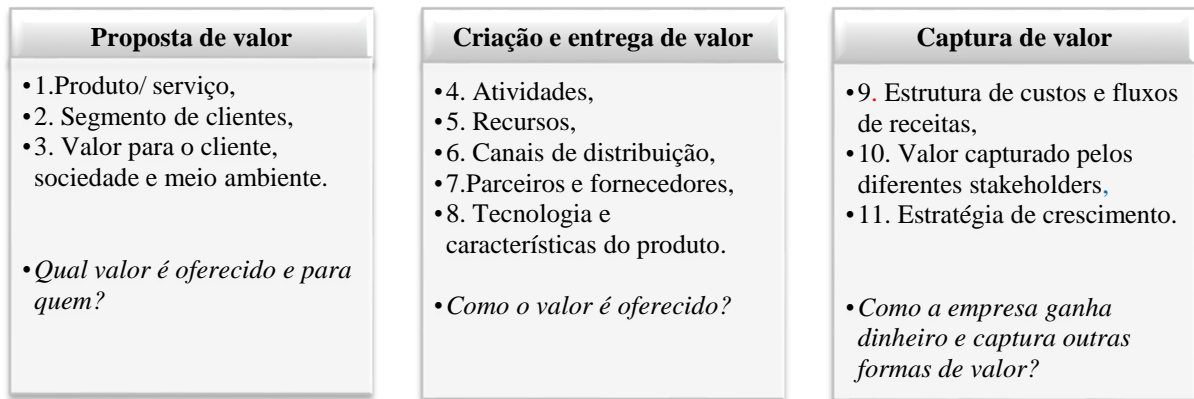 Proposta de valor
•1.Produto/ serviço,
•2. Segmento de clientes,
•3. Valor para o cliente,
sociedade e meio ambiente.
•Qual valor é oferecido e para
quem?
Criação e entrega de valor
•4. Atividades,
•5. Recursos,
•6. Canais de distribuição,
•7.Parceiros e fornecedores,
•8. Tecnologia e
características do produto.
•Como o valor é oferecido?
Captura de valor
•9. Estrutura de custos e fluxos
de receitas,
•10. Valor capturado pelos
diferentes stakeholders,
•11. Estratégia de crescimento.
•Como a empresa ganha
dinheiro e captura outras
formas de valor?